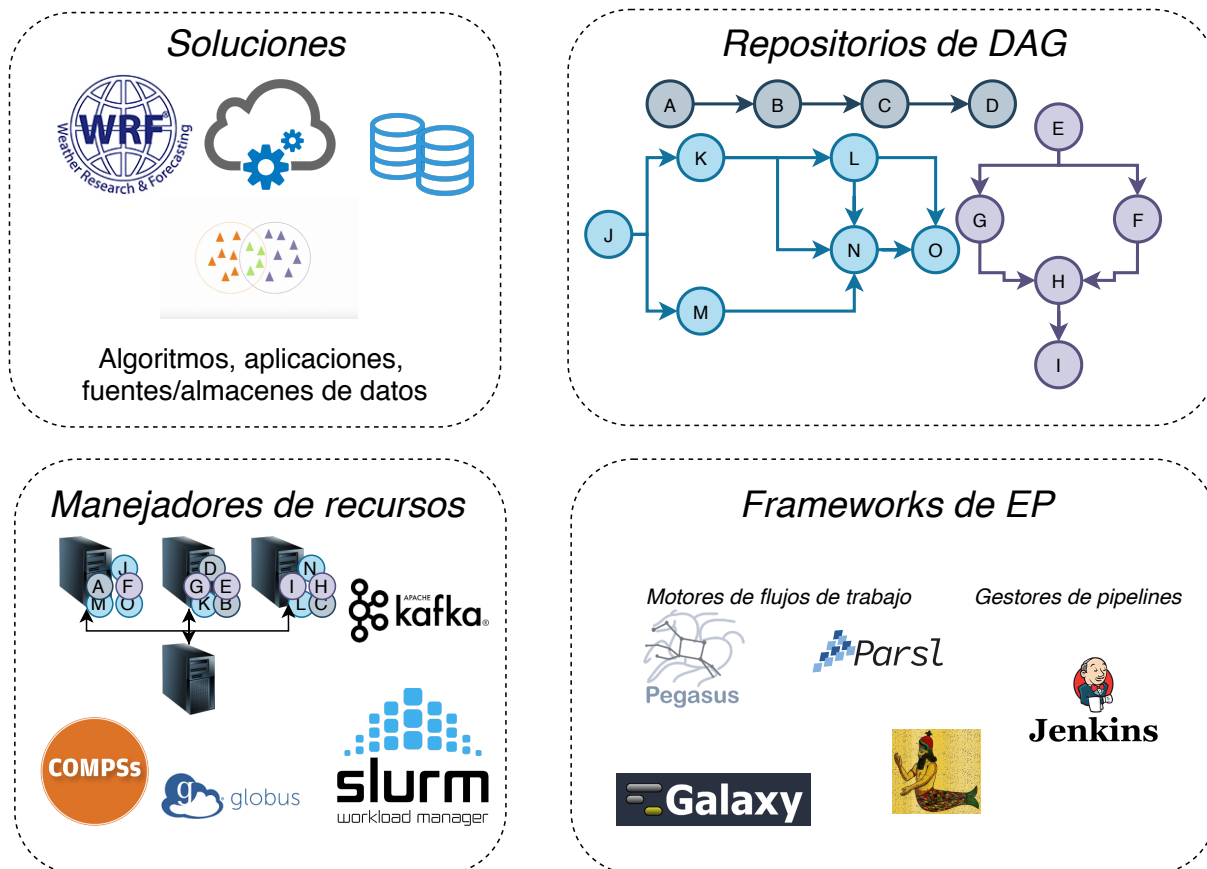 Soluciones
WRF®
Weather Research & Forecasting
Algoritmos, aplicaciones,
fuentes/almacenes de datos
Repositorios de DAG
A
B
C
D
E
K
L
G
F
J
N
O
H
M
I
Manejadores de recursos
J
A
F
M
O
D
G
E
K
B
N
I
H
L
C
APACHE
kafka®
COMPSs
g globus
slurm
workload manager
Frameworks de EP
Motores de flujos de trabajo
Gestores de pipelines
Pegasus
Parsl
Jenkins
Galaxy